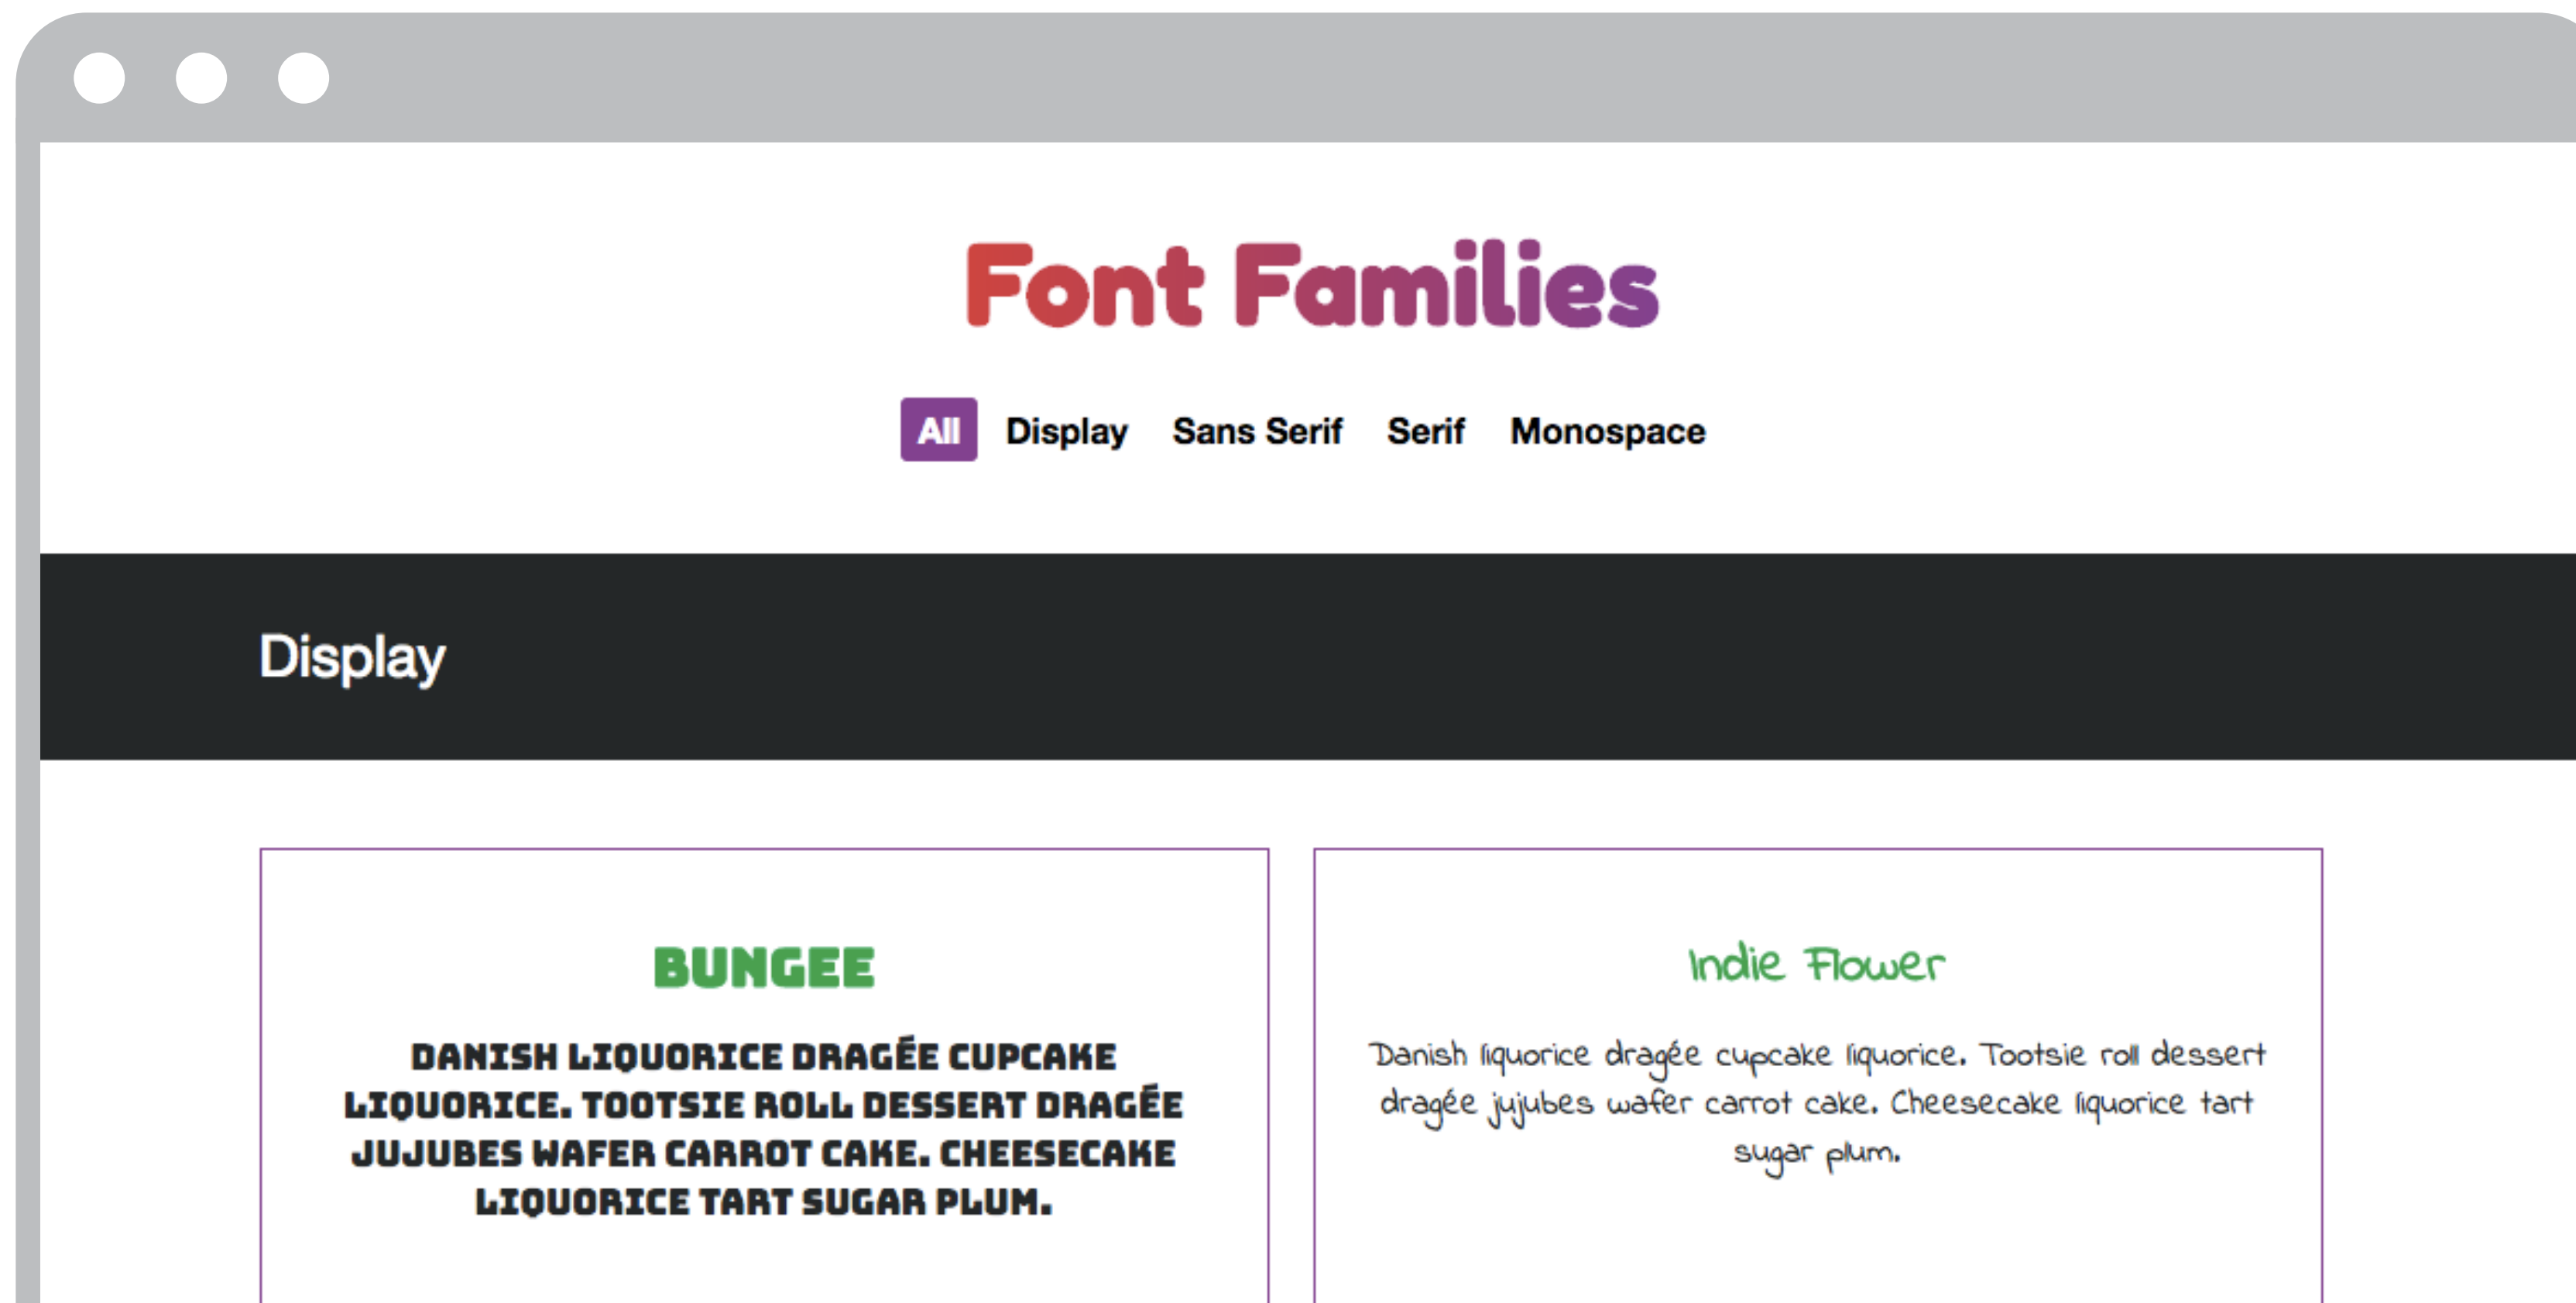 Font Families
All Display Sans Serif Serif Monospace
Display
BUNGEE
DANISH LIQUORICE DRAGÉE CUPCAKE
LIQUORICE. TOOTSIE ROLL DESSERT DRAGÉE
JUJUBES WAFER CARROT CAKE. CHEESECAKE
LIQUORICE TART SUGAR PLUM.
Indie Flower
Danish liquorice dragée cupcake liquorice. Tootsie roll dessert
dragée jujubes wafer carrot cake. Cheesecake liquorice tart
sugar plum.